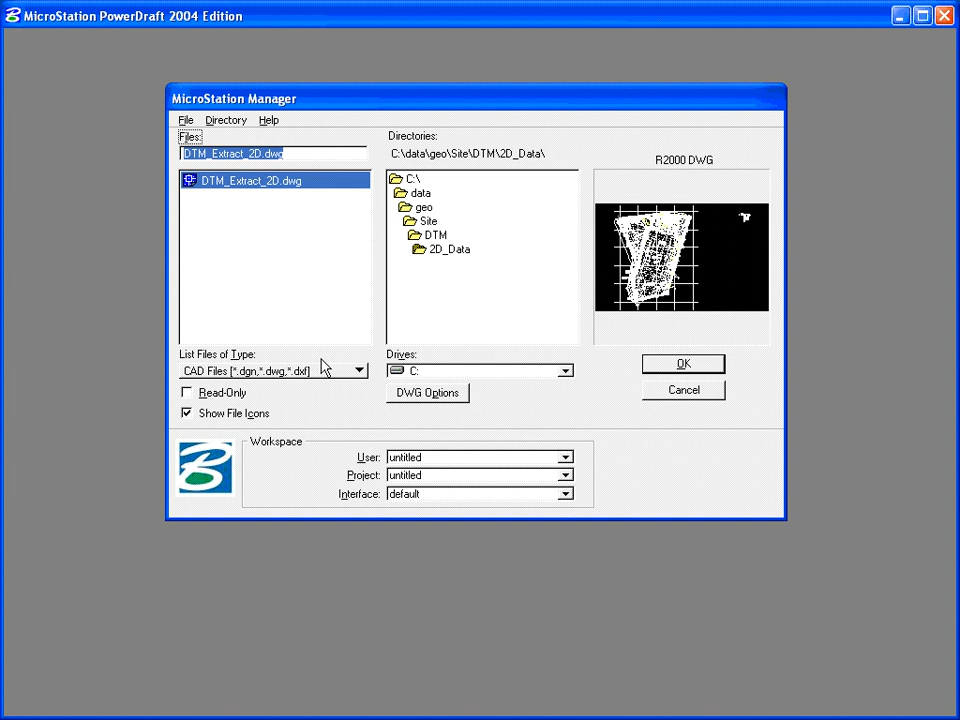 MicroStation PowerDraft 2004 Edition
MicroStation Manager
File Directory Help
Files:
DTM_Extract_2D.dwg
DTM_Extract_2D.dwg
List Files of Type:
CAD Files [*.dgn,*.dwg,*.dxf]
Read-Only
Show File Icons
Directories:
C:\data\geo\Site\DTM\2D_Data\
C:\
data
geo
Site
DTM
2D_Data
Drives:
C:
DWG Options
R2000 DWG
OK
Cancel
Workspace
User: untitled
Project: untitled
Interface: default